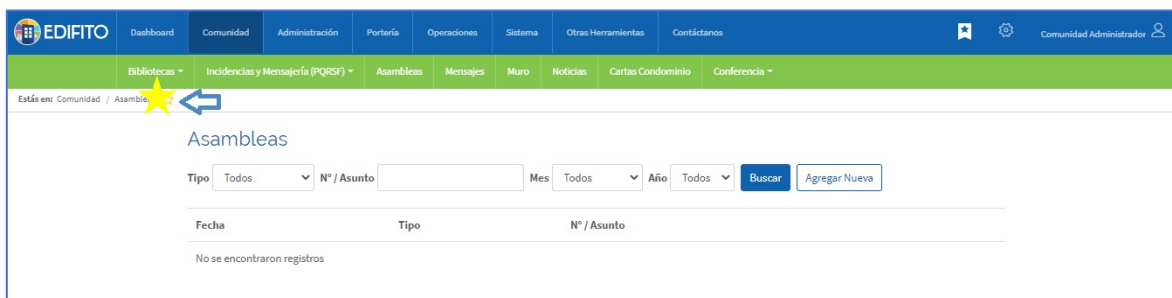 EDIFITO Dashboard Comunidad Administración Portería Operaciones Sistema Otras Herramientas Contáctanos Comunidad Administrador
Bibliotecas Incidencias y Mensajería (PQRSF) Asambleas Mensajes Muro Noticias Cartas Condominio Conferencia
Estás en: Comunidad / Asamble
Asambleas
Tipo Todos N° / Asunto Mes Todos Año Todos Buscar Agregar Nueva
Fecha Tipo N° / Asunto
No se encontraron registros